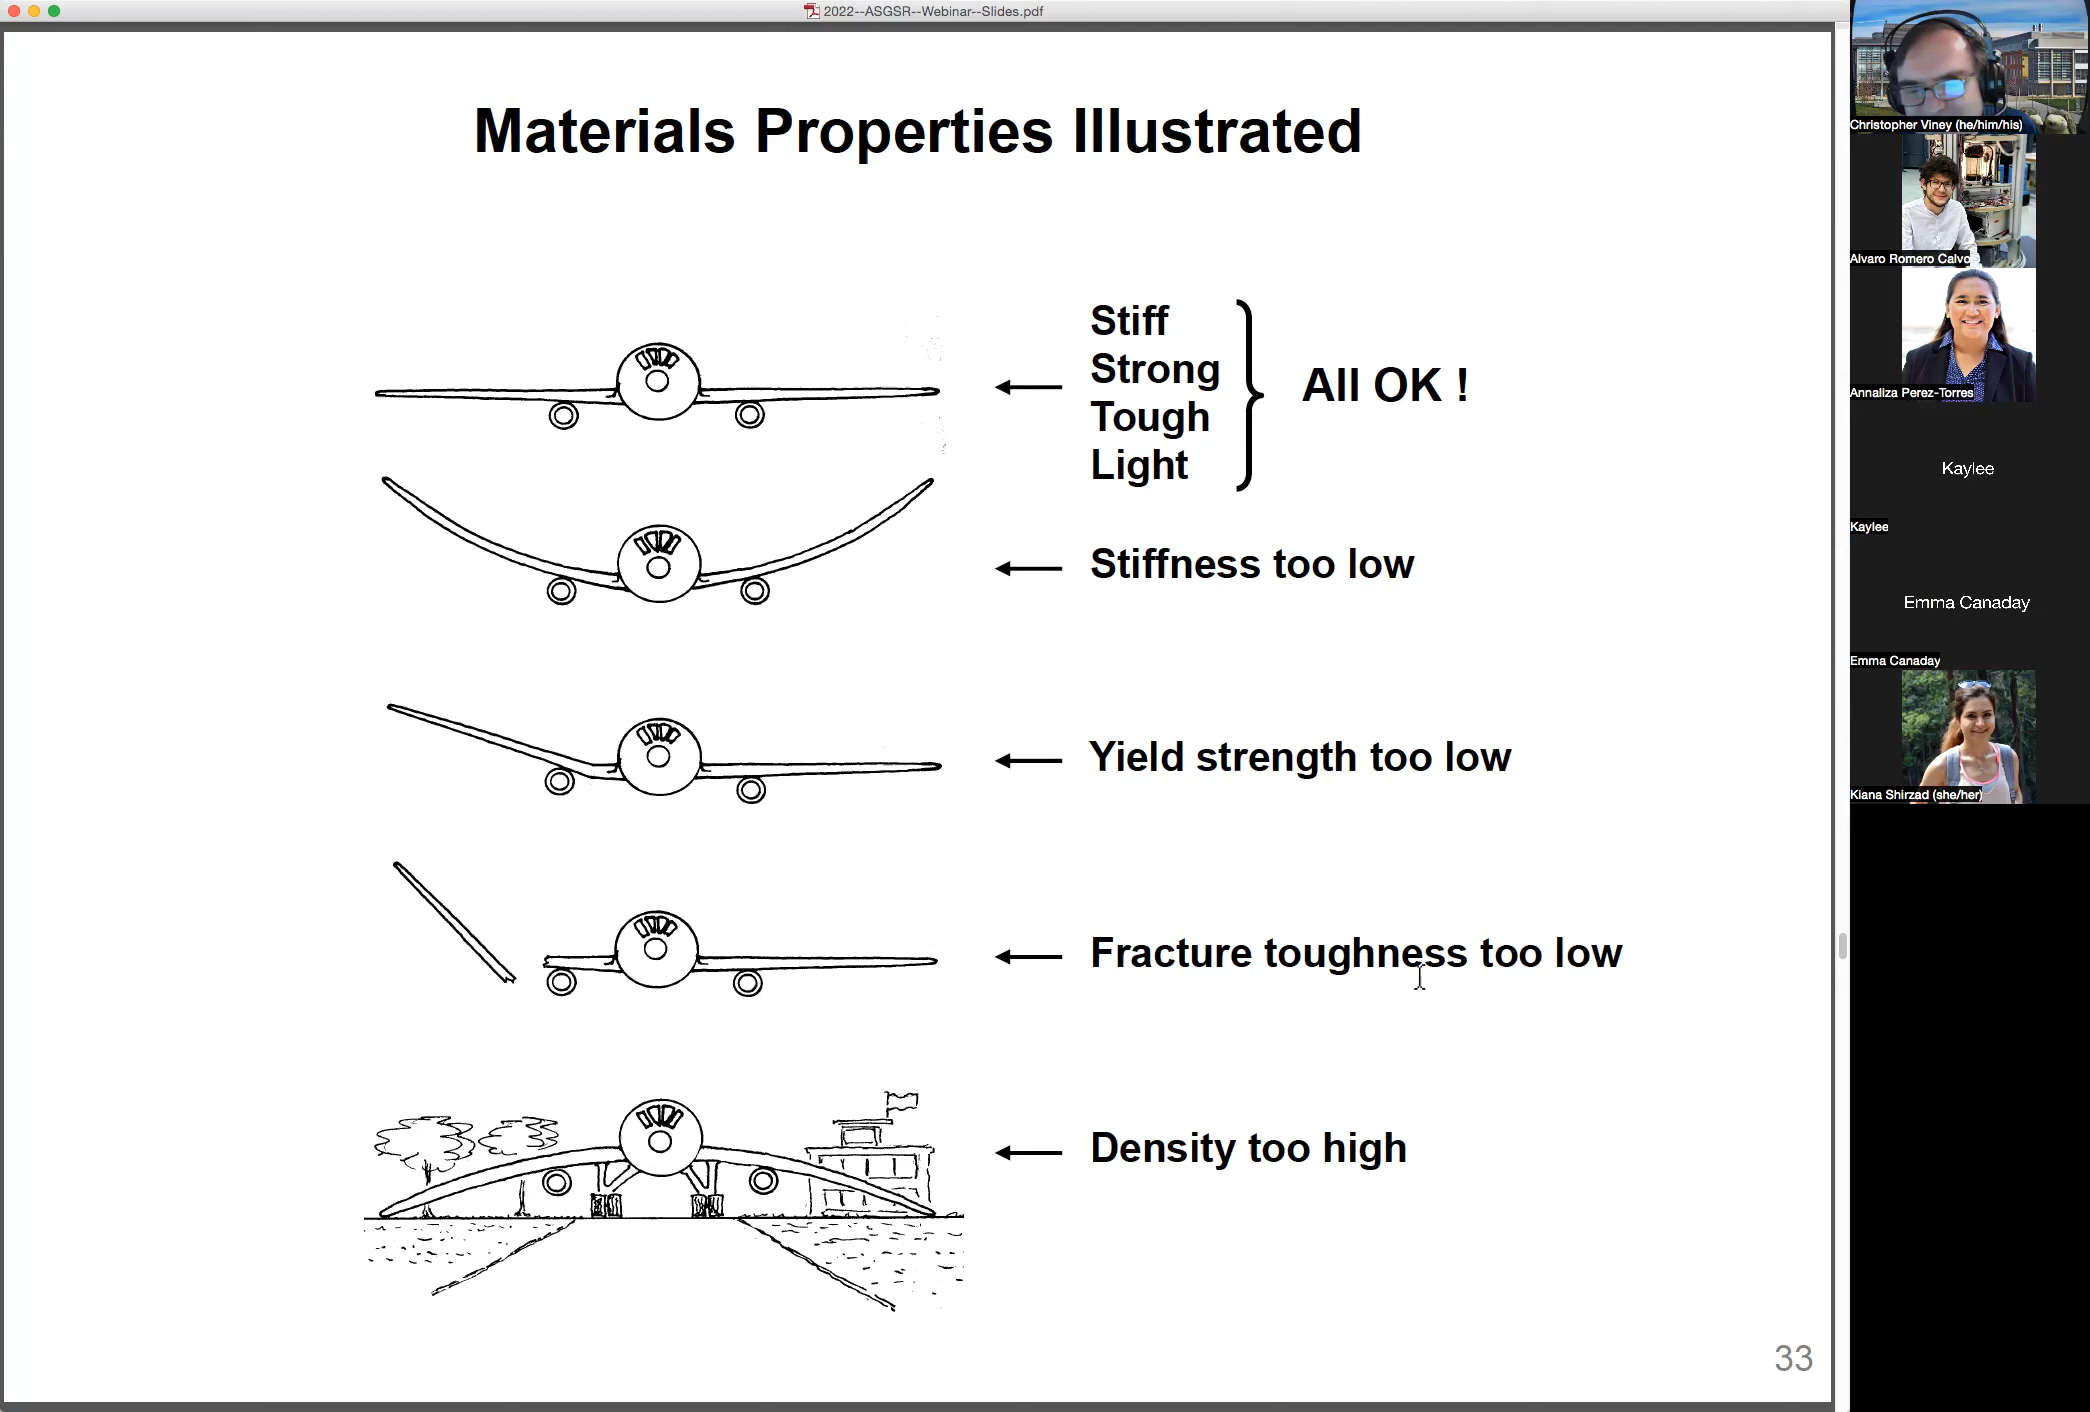 2022--ASGSR--Webinar--Slides.pdf
Materials Properties Illustrated
Stiff
Strong
Tough
Light
All OK !
Stiffness too low
Yield strength too low
Fracture toughness too low
Density too high
33
Christopher Viney (he/him/his)
Alvaro Romero Calvo
Annaliza Perez-Torres
Kaylee
Kaylee
Emma Canaday
Emma Canaday
Kiana Shirzad (she/her)